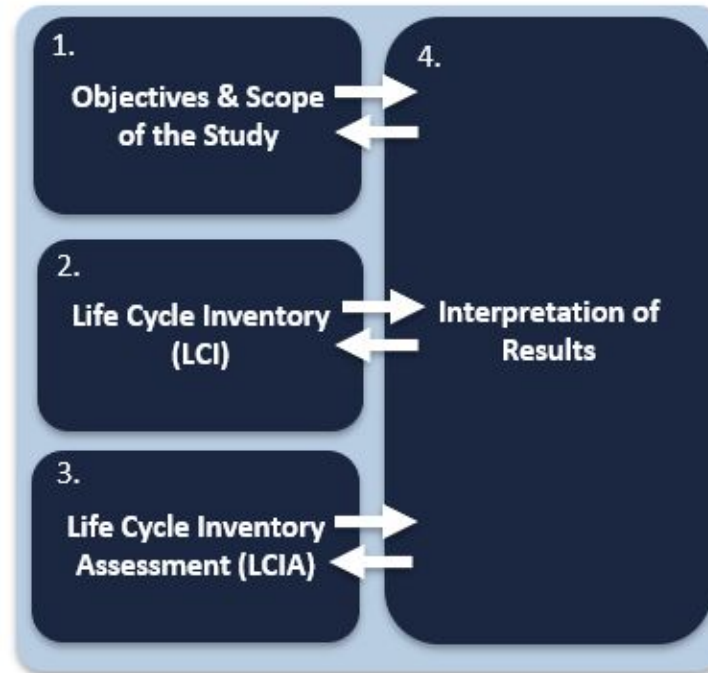 1.
Objectives & Scope
of the Study
2.
Life Cycle Inventory
(LCI)
3.
Life Cycle Inventory
Assessment (LCIA)
4.
Interpretation of
Results